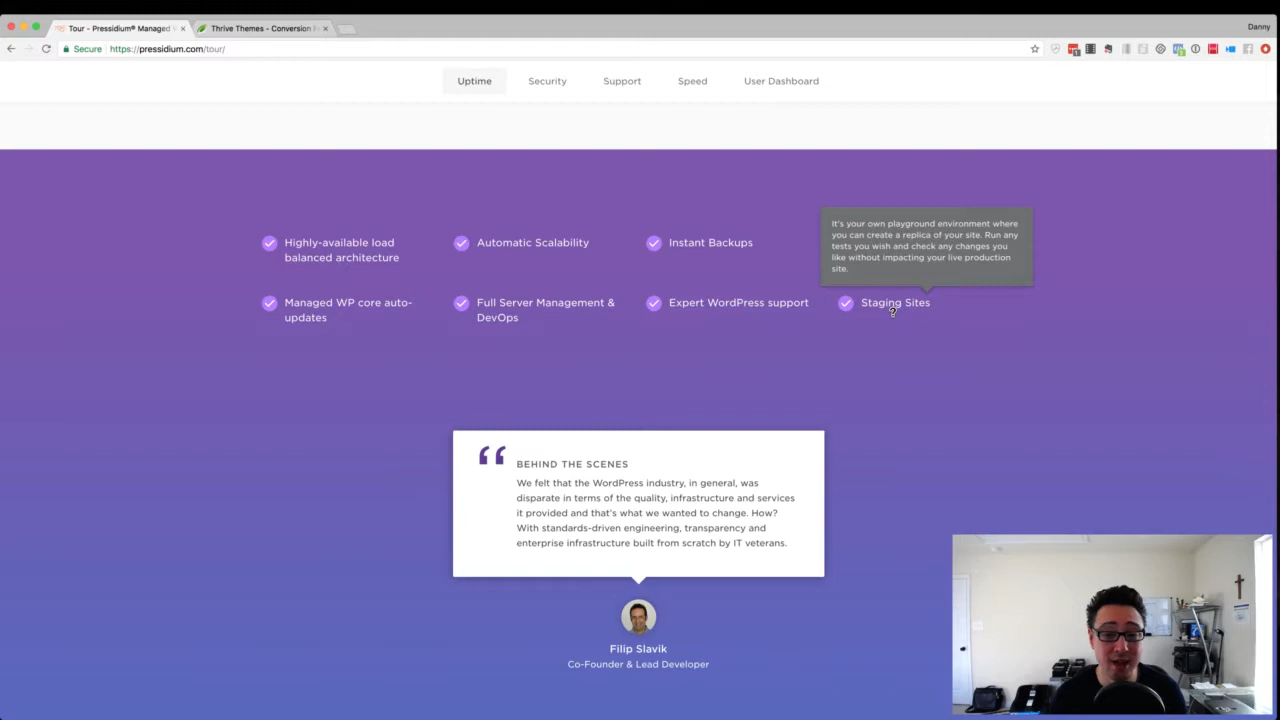 Tour - Pressidium® Managed
Thrive Themes - Conversion
Danny
Secure
https://pressidium.com/tour/
Uptime
Security
Support
Speed
User Dashboard
It's your own playground environment where
you can create a replica of your site. Run any
tests you wish and check any changes you
like without impacting your live production
site.
Highly-available load
balanced architecture
Automatic Scalability
Instant Backups
Managed WP core auto-
updates
Full Server Management &
DevOps
Expert WordPress support
Staging Sites
BEHIND THE SCENES
We felt that the WordPress industry, in general, was
disparate in terms of the quality, infrastructure and services
it provided and that's what we wanted to change. How?
With standards-driven engineering, transparency and
enterprise infrastructure built from scratch by IT veterans.
Filip Slavik
Co-Founder & Lead Developer